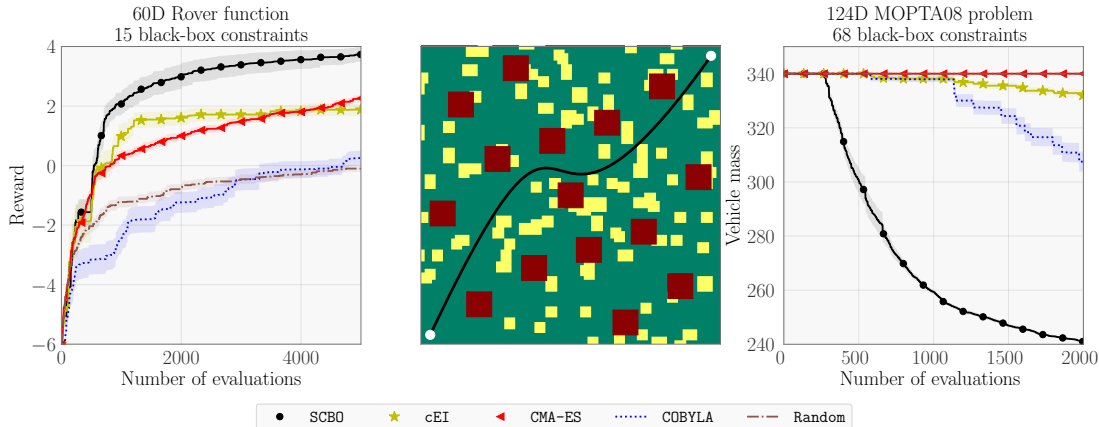 60D Rover function
15 black-box constraints
4
2
0
−2
−4
−6
Reward
0
2000
4000
Number of evaluations
124D MOPTA08 problem
68 black-box constraints
340
320
300
280
260
240
Vehicle mass
0
500
1000
1500
2000
Number of evaluations
SCBO
cEI
CMA-ES
COBYLA
Random